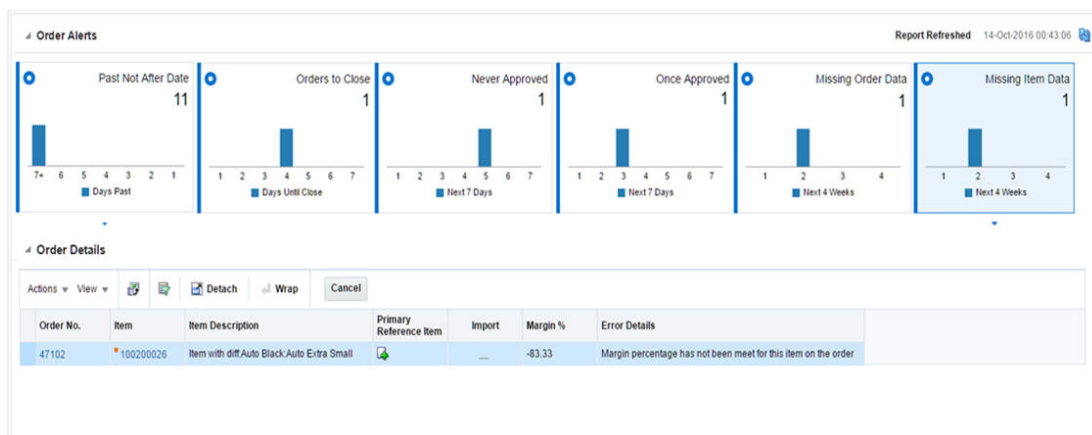 Order Alerts
Report Refreshed 14-Oct-2016 00:43:06
Past Not After Date
11
7+ 6 5 4 3 2 1
Days Past
Orders to Close
1
1 2 3 4 5 6 7
Days Until Close
Never Approved
1
1 2 3 4 5 6 7
Next 7 Days
Once Approved
1
1 2 3 4 5 6 7
Next 7 Days
Missing Order Data
1
1 2 3 4
Next 4 Weeks
Missing Item Data
1
1 2 3 4
Next 4 Weeks
Order Details
Actions View Detach Wrap Cancel
Order No. Item Item Description Primary Reference Item Import Margin % Error Details
47102 *100200026 Item with diff:Auto Black:Auto Extra Small __ -83.33 Margin percentage has not been meet for this item on the order